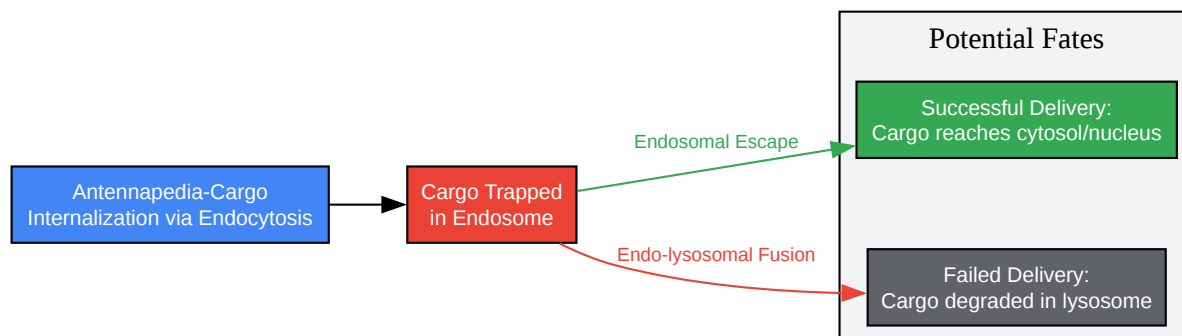 Potential Fates
Successful Delivery:
Cargo reaches cytosol/nucleus
Endosomal Escape
Antennapedia-Cargo
Internalization via Endocytosis
Cargo Trapped
in Endosome
Endo-lysosomal Fusion
Failed Delivery:
Cargo degraded in lysosome